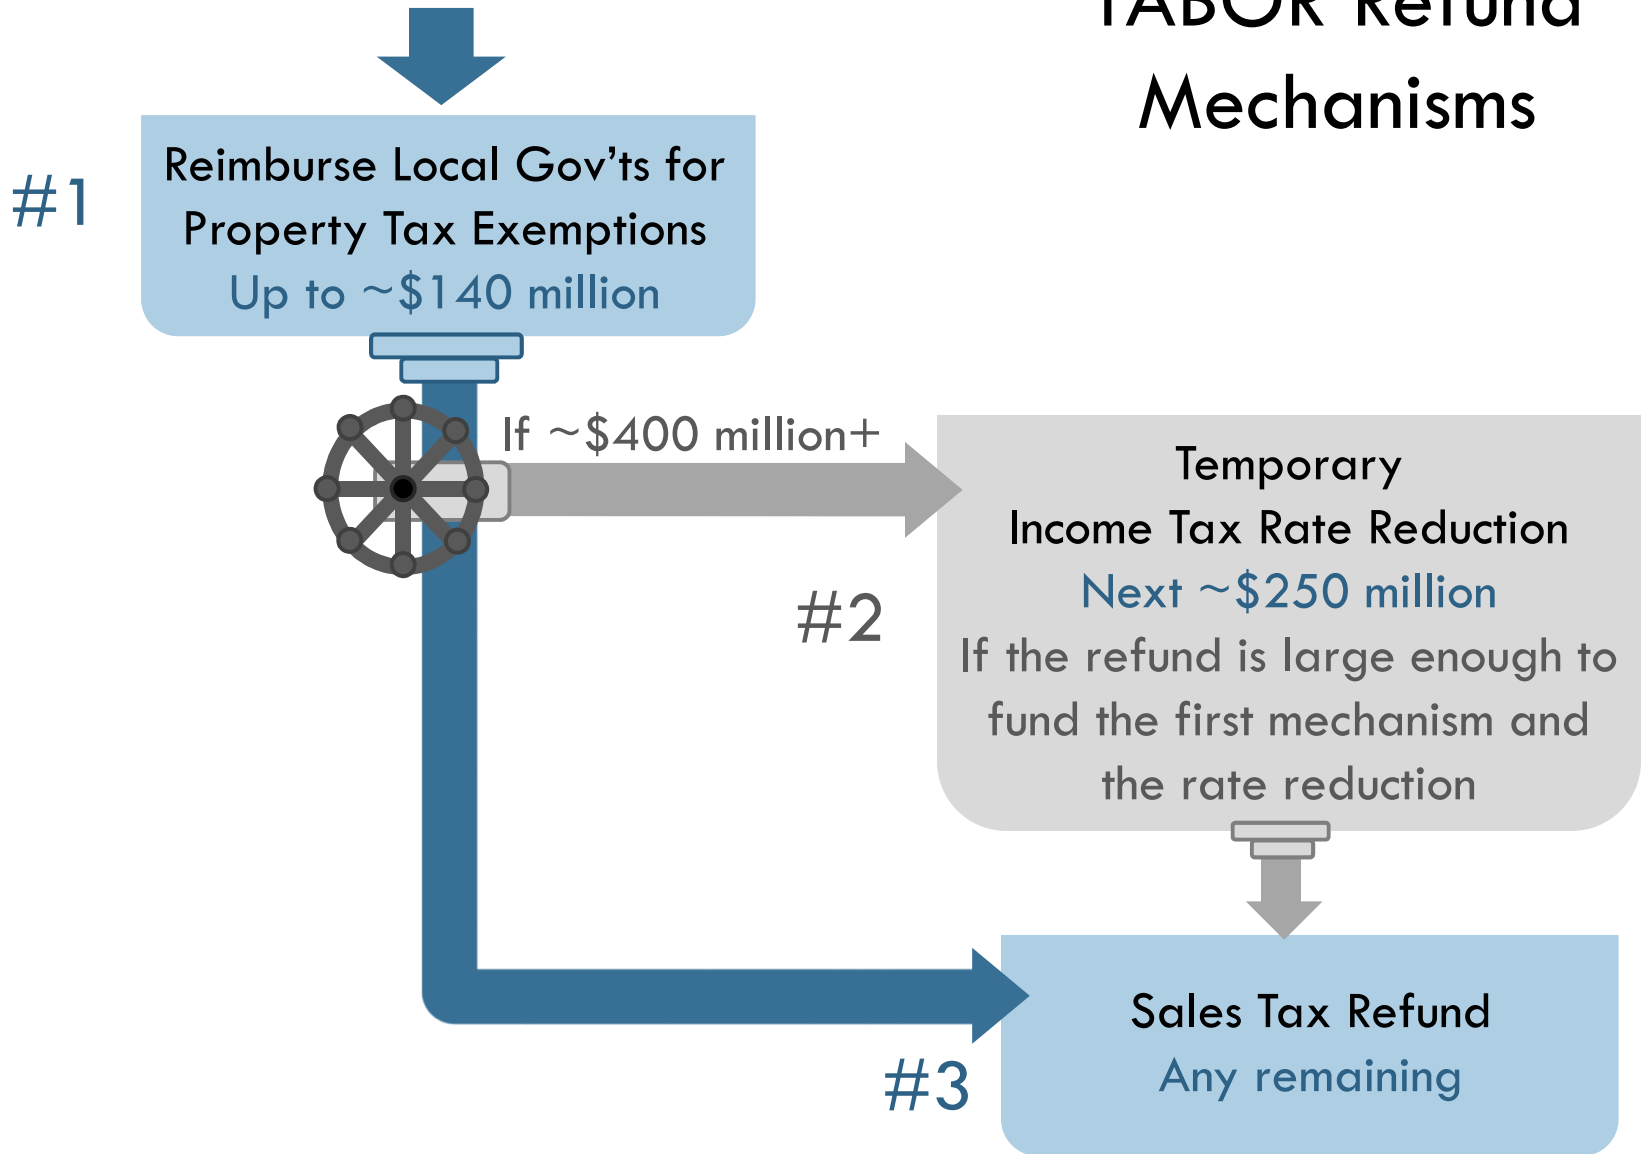 TABOR Refund
Mechanisms
#1
Reimburse Local Gov'ts for
Property Tax Exemptions
Up to ~$140 million
If ~$400 million+
#2
Temporary
Income Tax Rate Reduction
Next ~$250 million
If the refund is large enough to
fund the first mechanism and
the rate reduction
#3
Sales Tax Refund
Any remaining